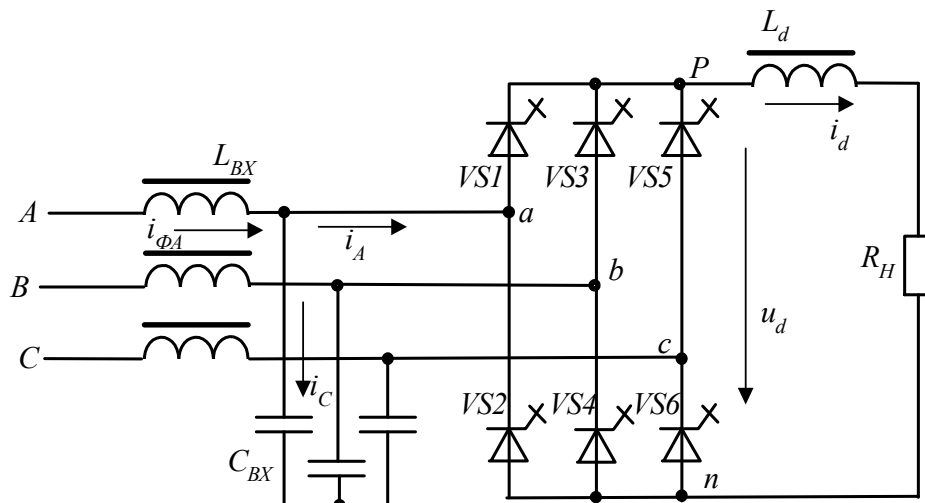 L_d
P
i_d
VS1 VS3 VS5
L_BX
A
i_ΦA
i_A
a
B
b
R_H
u_d
C
c
i_C
VS2 VS4 VS6
C_BX
n